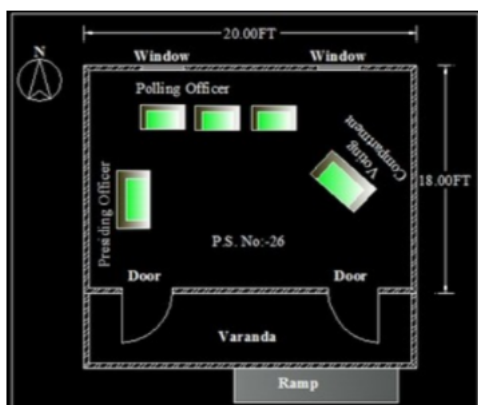 20.00FT
N
Window
Window
Polling Officer
Voting
Compartment
18.00FT
Presiding Officer
P.S. No:-26
Door
Door
Varanda
Ramp